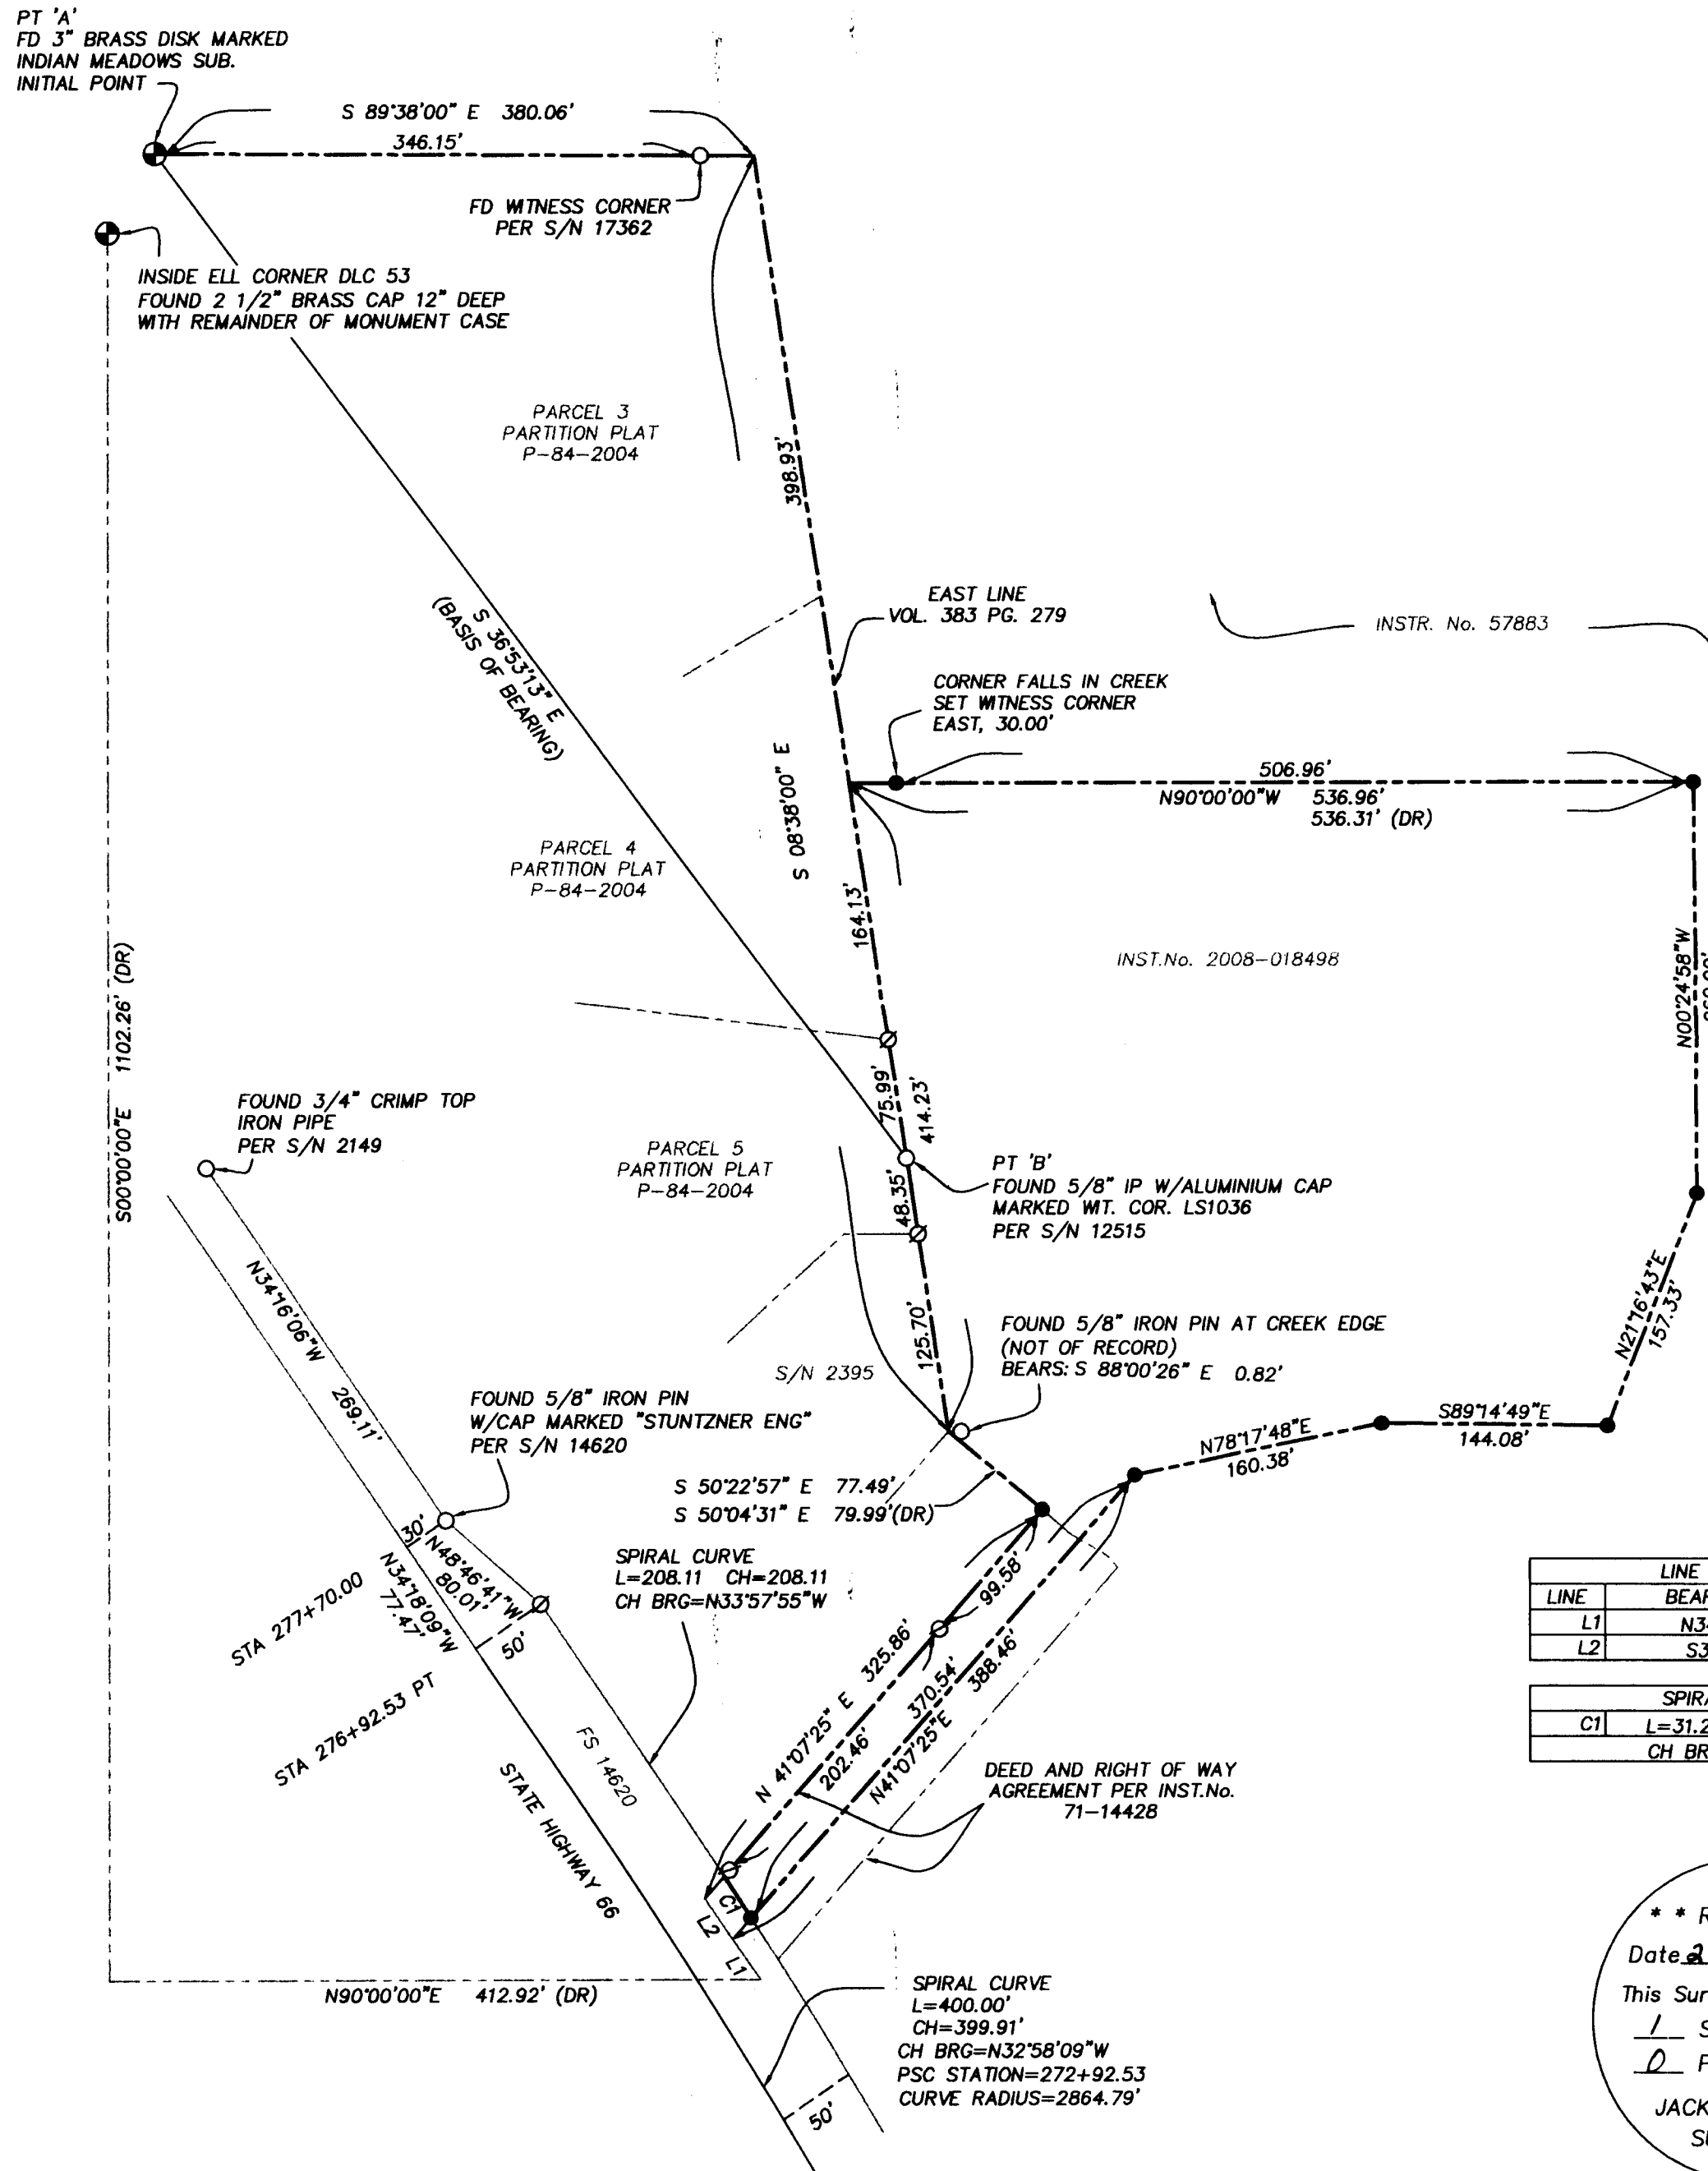 PT 'A'
FD 3" BRASS DISK MARKED
INDIAN MEADOWS SUB.
INITIAL POINT
S 89°38'00" E 380.06'
346.15'
FD WITNESS CORNER
PER S/N 17362
INSIDE ELL CORNER DLC 53
FOUND 2 1/2" BRASS CAP 12" DEEP
WITH REMAINDER OF MONUMENT CASE
PARCEL 3
PARTITION PLAT
P-84-2004
398.93'
S 36°53'13" E
(BASIS OF BEARING)
EAST LINE
VOL. 383 PG. 279
INSTR. No. 57883
CORNER FALLS IN CREEK
SET WITNESS CORNER
EAST, 30.00'
S 08°38'00" E
506.96'
N90°00'00"W 536.96'
536.31' (DR)
PARCEL 4
PARTITION PLAT
P-84-2004
164.13'
INST.No. 2008-018498
N00°24'58"W
S00°00'00"E 1102.26' (DR)
FOUND 3/4" CRIMP TOP
IRON PIPE
PER S/N 2149
75.99'
414.23'
PARCEL 5
PARTITION PLAT
P-84-2004
48.35'
PT 'B'
FOUND 5/8" IP W/ALUMINIUM CAP
MARKED WIT. COR. LS1036
PER S/N 12515
N21°16'43"E
157.33'
125.70'
N34°16'06"W 269.11'
FOUND 5/8" IRON PIN AT CREEK EDGE
(NOT OF RECORD)
BEARS: S 88°00'26" E 0.82'
S/N 2395
FOUND 5/8" IRON PIN
W/CAP MARKED "STUNTZNER ENG"
PER S/N 14620
S89°14'49"E
144.08'
N78°17'48"E
160.38'
S 50°22'57" E 77.49'
S 50°04'31" E 79.99'(DR)
30'
N48°46'41"W
80.01'
N34°18'09"W
77.47'
50'
STA 277+70.00
STA 276+92.53 PT
SPIRAL CURVE
L=208.11 CH=208.11
CH BRG=N33°57'55"W
99.58'
N 41°07'25" E 325.86'
202.46'
370.54'
388.46'
N41°07'25"E
LINE
LINE BEAR
L1 N34
L2 S3
SPIRA
C1 L=31.2
CH BR
FS 14620
STATE HIGHWAY 66
DEED AND RIGHT OF WAY
AGREEMENT PER INST.No.
71-14428
C1
L2
L1
N90°00'00"E 412.92' (DR)
SPIRAL CURVE
L=400.00'
CH=399.91'
CH BRG=N32°58'09"W
PSC STATION=272+92.53
CURVE RADIUS=2864.79'
50'
* * R
Date 2
This Sur
1 S
0 F
JACK
SU